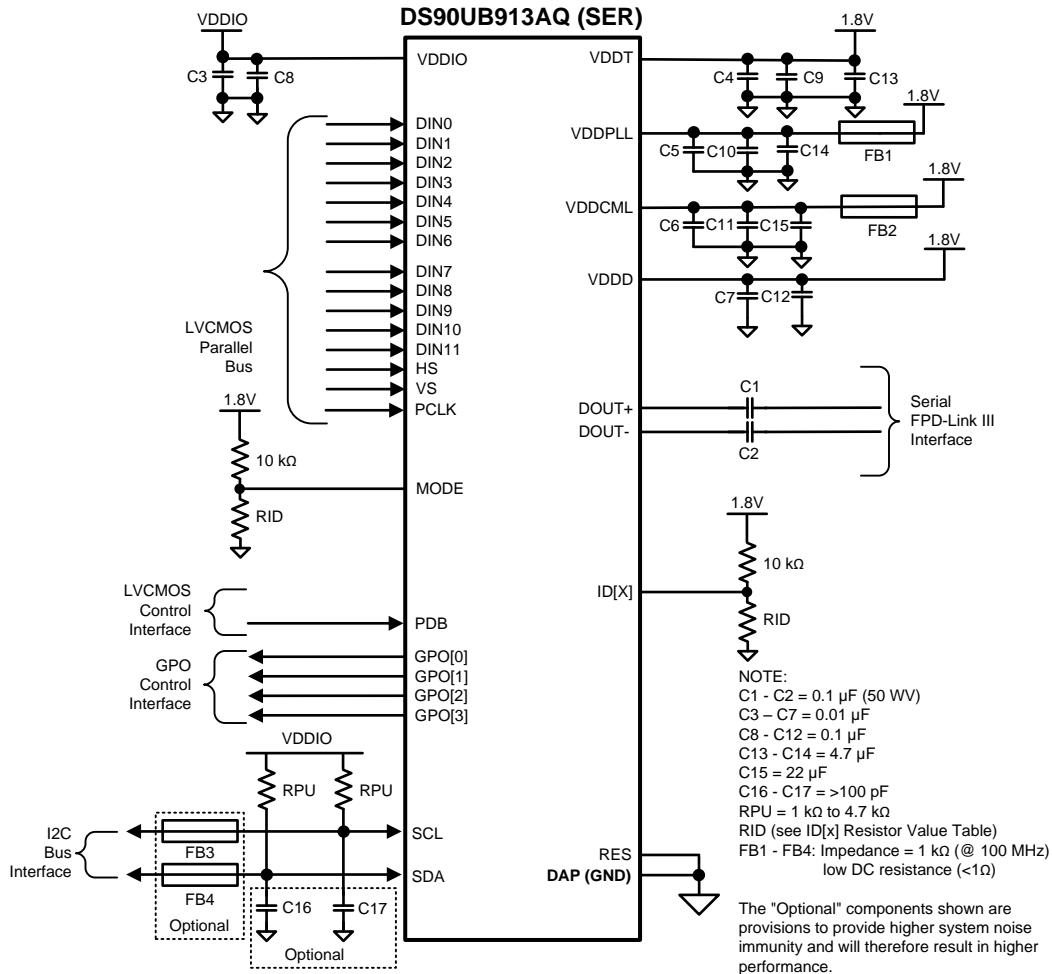 DS90UB913AQ (SER)
VDDIO
C3
C8
VDDIO
DIN0
DIN1
DIN2
DIN3
DIN4
DIN5
DIN6
DIN7
DIN8
DIN9
DIN10
DIN11
HS
VS
PCLK
LVCMOS
Parallel
Bus
1.8V
10 kΩ
RID
MODE
LVCMOS
Control
Interface
PDB
GPO
Control
Interface
GPO[0]
GPO[1]
GPO[2]
GPO[3]
VDDIO
RPU
RPU
I2C
Bus
Interface
FB3
FB4
Optional
SCL
SDA
C16
C17
Optional
1.8V
VDDT
C4
C9
C13
1.8V
VDDPLL
C5
C10
C14
FB1
1.8V
VDDCML
C6
C11
C15
FB2
1.8V
VDDD
C7
C12
DOUT+
DOUT-
C1
C2
Serial
FPD-Link III
Interface
1.8V
10 kΩ
ID[X]
RID
RES
DAP (GND)
NOTE:
C1 - C2 = 0.1 µF (50 WV)
C3 – C7 = 0.01 µF
C8 - C12 = 0.1 µF
C13 - C14 = 4.7 µF
C15 = 22 µF
C16 - C17 = >100 pF
RPU = 1 kΩ to 4.7 kΩ
RID (see ID[x] Resistor Value Table)
FB1 - FB4: Impedance = 1 kΩ (@ 100 MHz)
low DC resistance (<1Ω)
The "Optional" components shown are
provisions to provide higher system noise
immunity and will therefore result in higher
performance.